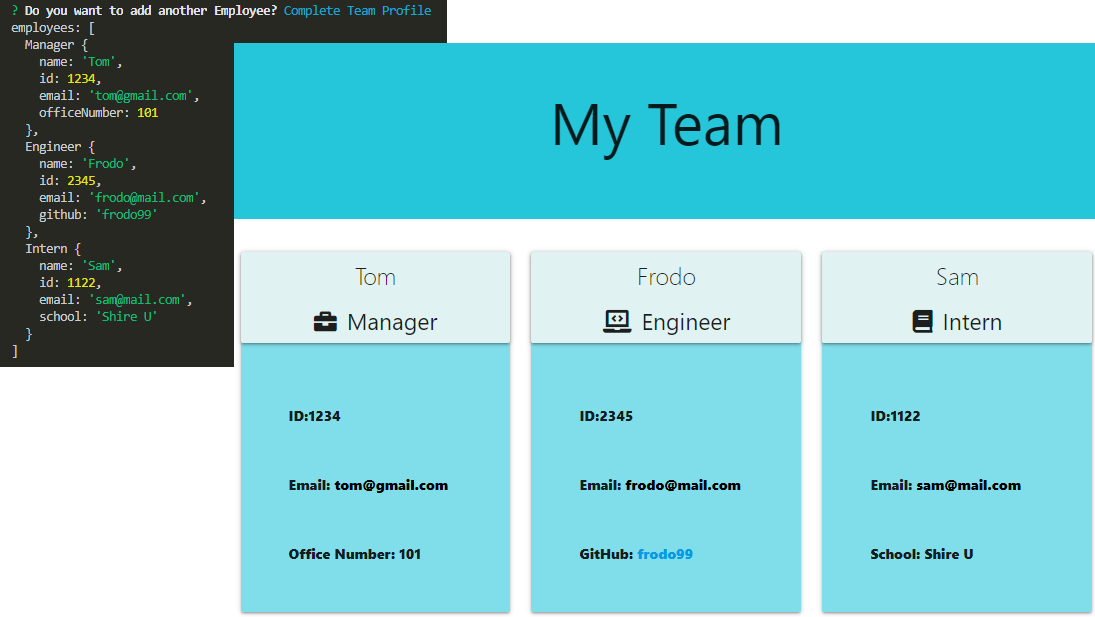 ? Do you want to add another Employee? Complete Team Profile
employees: [
Manager {
name: 'Tom',
id: 1234,
email: 'tom@gmail.com',
officeNumber: 101
},
Engineer {
name: 'Frodo',
id: 2345,
email: 'frodo@mail.com',
github: 'frodo99'
},
Intern {
name: 'Sam',
id: 1122,
email: 'sam@mail.com',
school: 'Shire U'
}
]
My Team
Tom
Manager
ID:1234
Email: tom@gmail.com
Office Number: 101
Frodo
Engineer
ID:2345
Email: frodo@mail.com
GitHub: frodo99
Sam
Intern
ID:1122
Email: sam@mail.com
School: Shire U